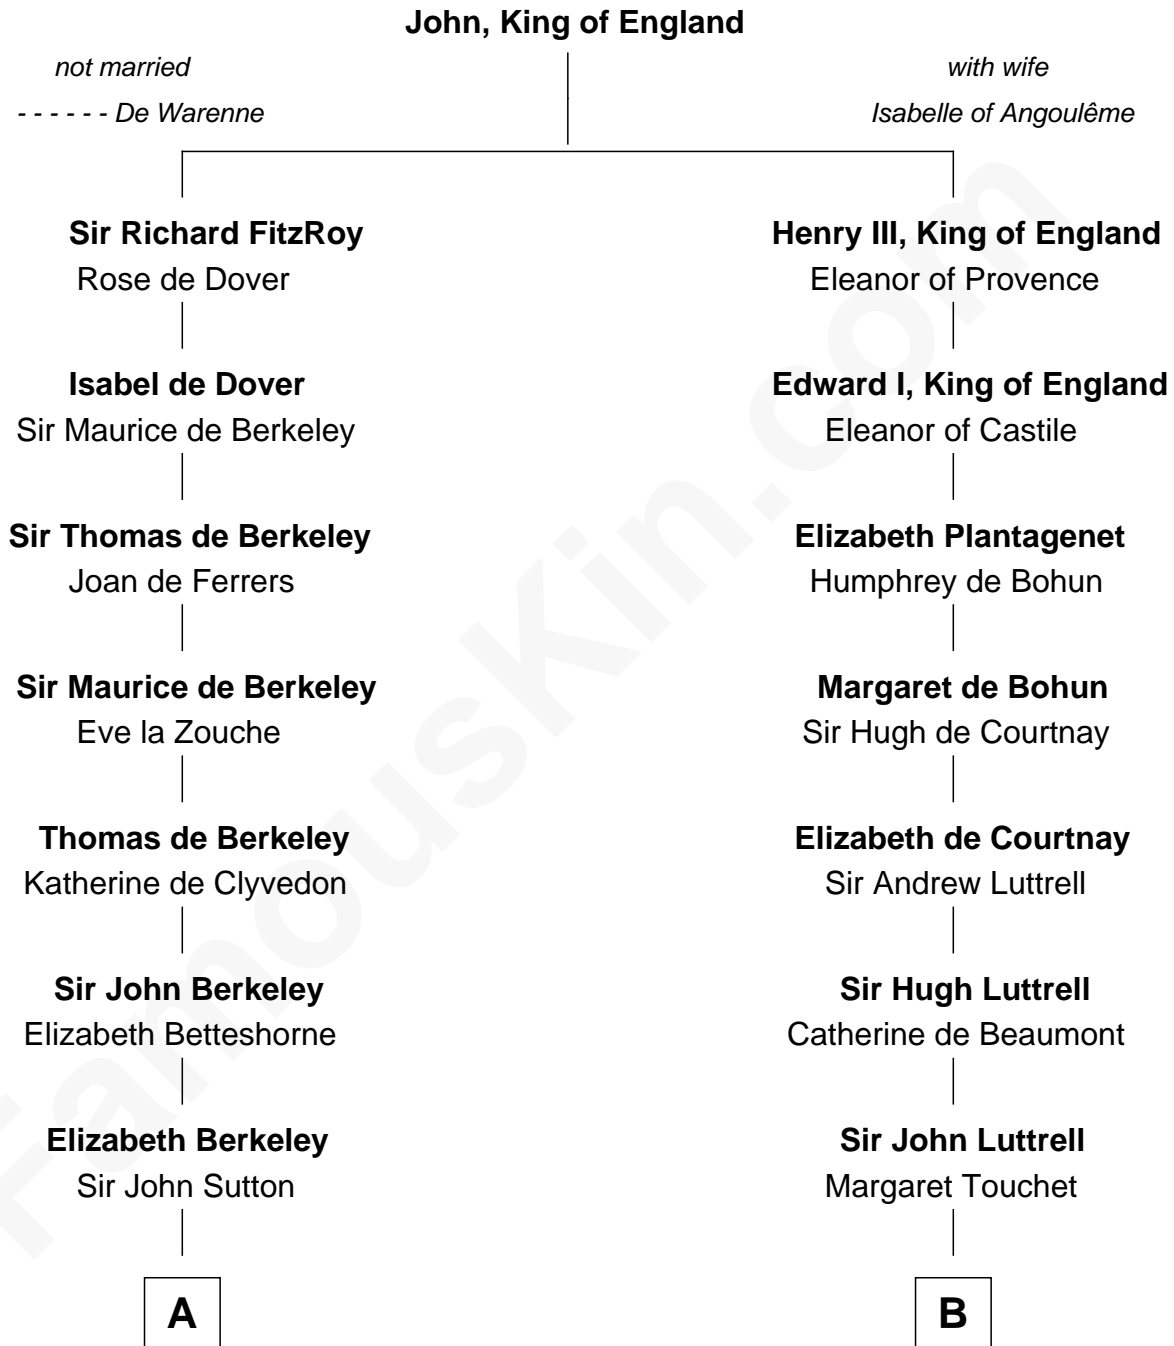 John, King of England
not married
with wife
- - - - - - De Warenne
Isabelle of Angoulême
Sir Richard FitzRoy
Rose de Dover
Henry III, King of England
Eleanor of Provence
Isabel de Dover
Sir Maurice de Berkeley
Edward I, King of England
Eleanor of Castile
Sir Thomas de Berkeley
Joan de Ferrers
Elizabeth Plantagenet
Humphrey de Bohun
Sir Maurice de Berkeley
Eve la Zouche
Margaret de Bohun
Sir Hugh de Courtnay
Thomas de Berkeley
Katherine de Clyvedon
Elizabeth de Courtnay
Sir Andrew Luttrell
Sir John Berkeley
Elizabeth Betteshorne
Sir Hugh Luttrell
Catherine de Beaumont
Elizabeth Berkeley
Sir John Sutton
Sir John Luttrell
Margaret Touchet
A
B
FamousKin.com